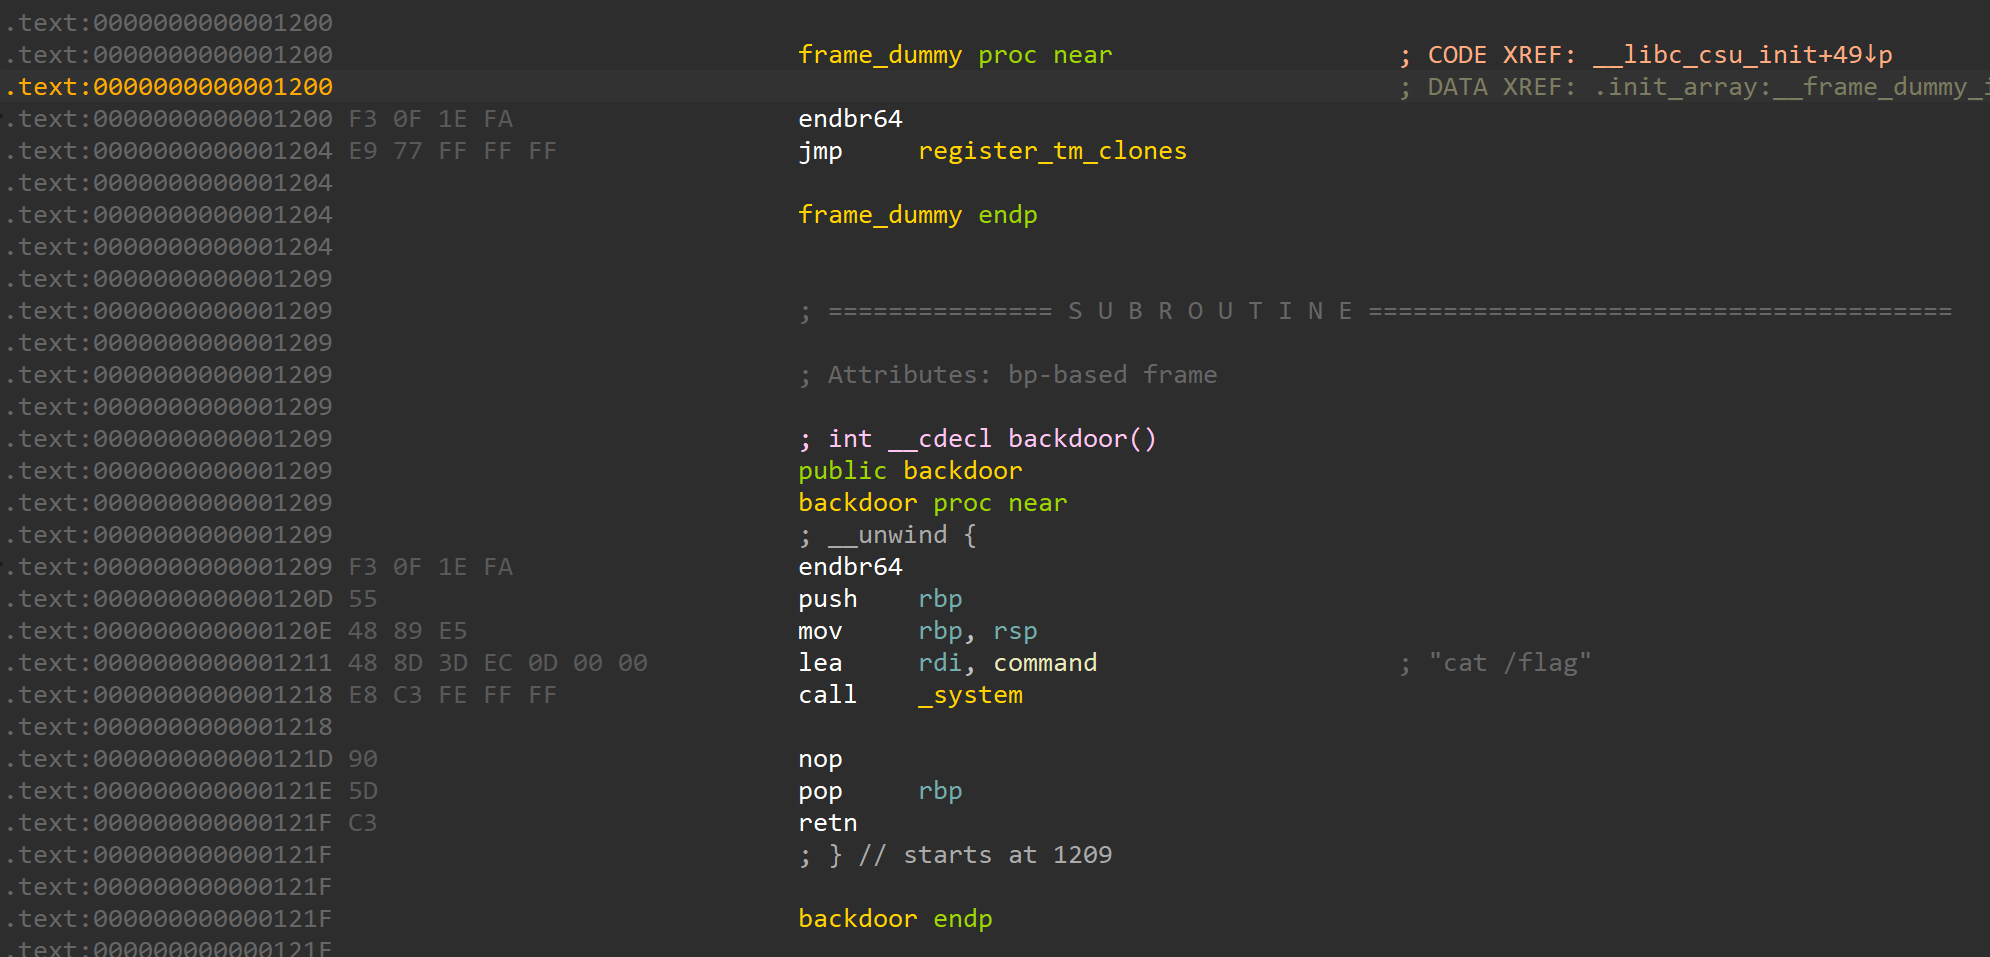 .text:0000000000001200
.text:0000000000001200 frame_dummy proc near ; CODE XREF: __libc_csu_init+49↓p
.text:0000000000001200 ; DATA XREF: .init_array:__frame_dummy_i
.text:0000000000001200 F3 0F 1E FA endbr64
.text:0000000000001204 E9 77 FF FF FF jmp register_tm_clones
.text:0000000000001204
.text:0000000000001204 frame_dummy endp
.text:0000000000001204
.text:0000000000001209
.text:0000000000001209 ; =============== S U B R O U T I N E =======================================
.text:0000000000001209
.text:0000000000001209 ; Attributes: bp-based frame
.text:0000000000001209
.text:0000000000001209 ; int __cdecl backdoor()
.text:0000000000001209 public backdoor
.text:0000000000001209 backdoor proc near
.text:0000000000001209 ; __unwind {
.text:0000000000001209 F3 0F 1E FA endbr64
.text:000000000000120D 55 push rbp
.text:000000000000120E 48 89 E5 mov rbp, rsp
.text:0000000000001211 48 8D 3D EC 0D 00 00 lea rdi, command ; "cat /flag"
.text:0000000000001218 E8 C3 FE FF FF call _system
.text:0000000000001218
.text:000000000000121D 90 nop
.text:000000000000121E 5D pop rbp
.text:000000000000121F C3 retn
.text:000000000000121F ; } // starts at 1209
.text:000000000000121F
.text:000000000000121F backdoor endp
.text:000000000000121F